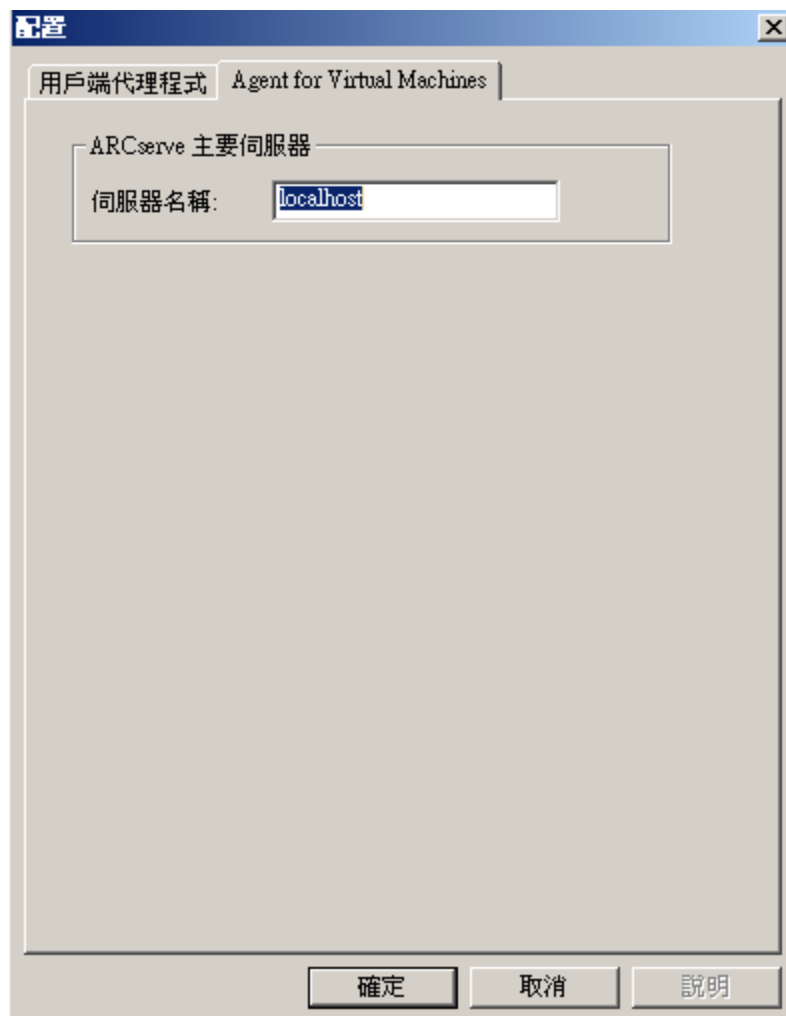 配置
用戶端代理程式 Agent for Virtual Machines
ARCserve 主要伺服器
伺服器名稱: localhost
確定 取消 說明